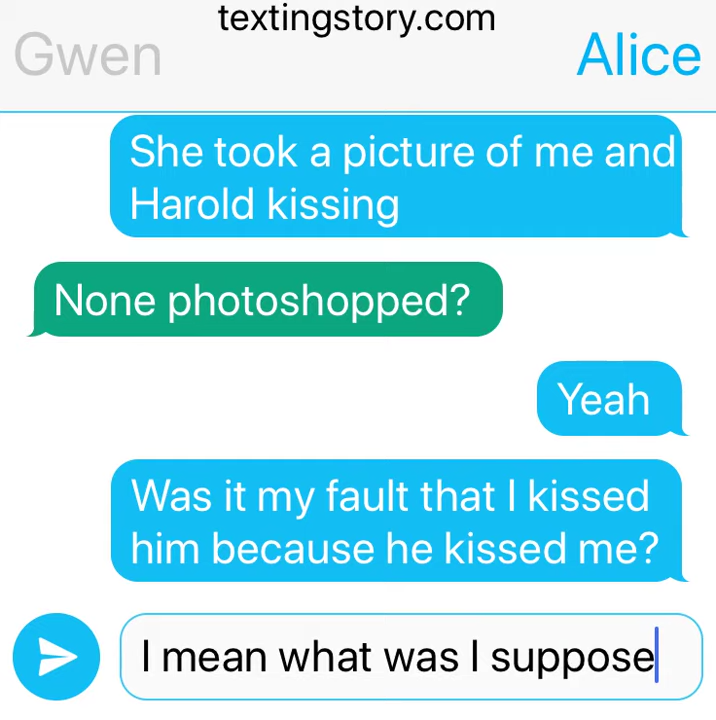 textingstory.com
Gwen
Alice
She took a picture of me and
Harold kissing
None photoshopped?
Yeah
Was it my fault that I kissed
him because he kissed me?
I mean what was I suppose